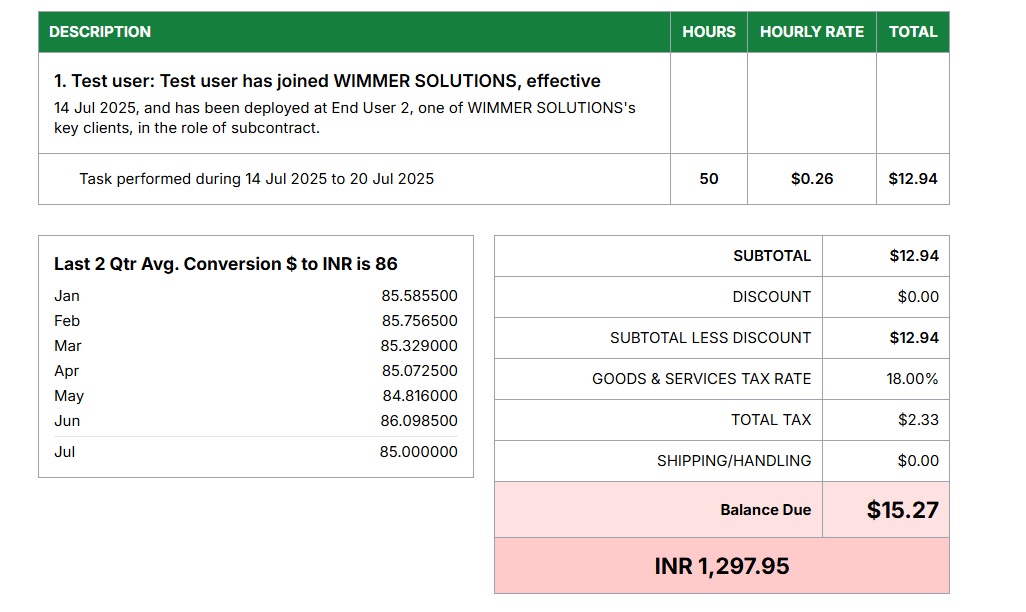 DESCRIPTION HOURS HOURLY RATE TOTAL
1. Test user: Test user has joined WIMMER SOLUTIONS, effective
14 Jul 2025, and has been deployed at End User 2, one of WIMMER SOLUTIONS's
key clients, in the role of subcontract.
Task performed during 14 Jul 2025 to 20 Jul 2025 50 $0.26 $12.94
Last 2 Qtr Avg. Conversion $ to INR is 86
Jan 85.585500
Feb 85.756500
Mar 85.329000
Apr 85.072500
May 84.816000
Jun 86.098500
Jul 85.000000
SUBTOTAL $12.94
DISCOUNT $0.00
SUBTOTAL LESS DISCOUNT $12.94
GOODS & SERVICES TAX RATE 18.00%
TOTAL TAX $2.33
SHIPPING/HANDLING $0.00
Balance Due $15.27
INR 1,297.95